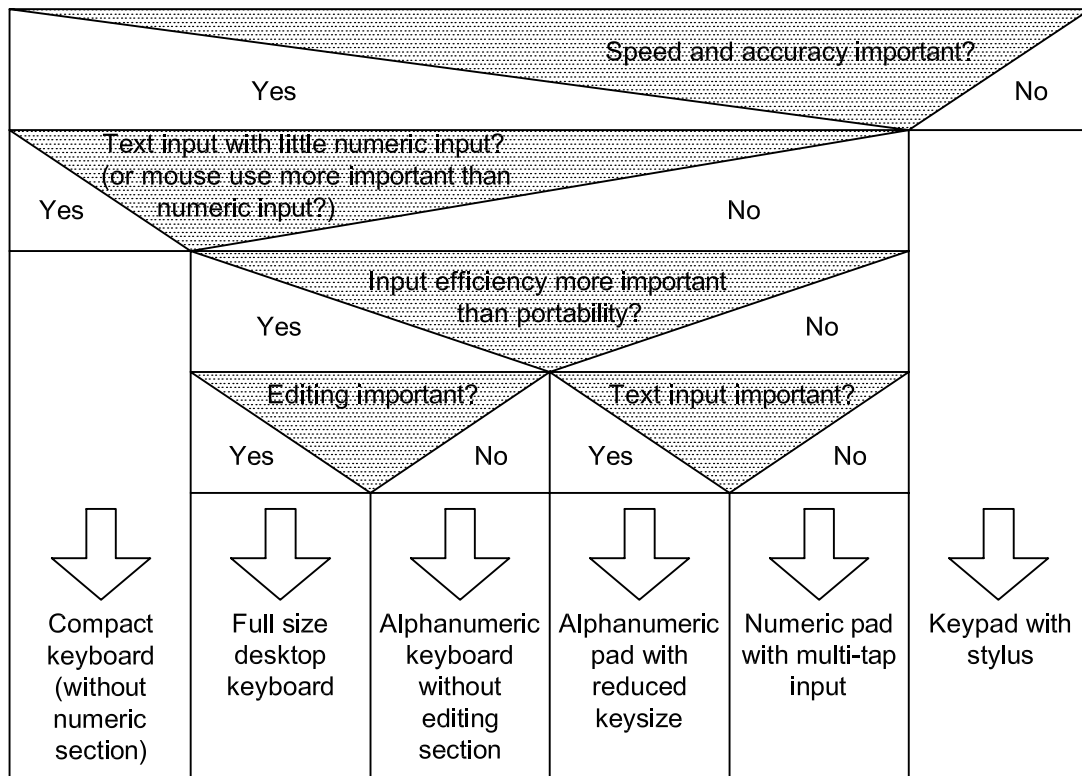 Speed and accuracy important?
Yes
No
Text input with little numeric input?
(or mouse use more important than
numeric input?)
Yes
No
Input efficiency more important
than portability?
Yes
No
Editing important?
Text input important?
Yes
No
Yes
No
Compact
keyboard
(without
numeric
section)
Full size
desktop
keyboard
Alphanumeric
keyboard
without
editing
section
Alphanumeric
pad with
reduced
keysize
Numeric pad
with multi-tap
input
Keypad with
stylus